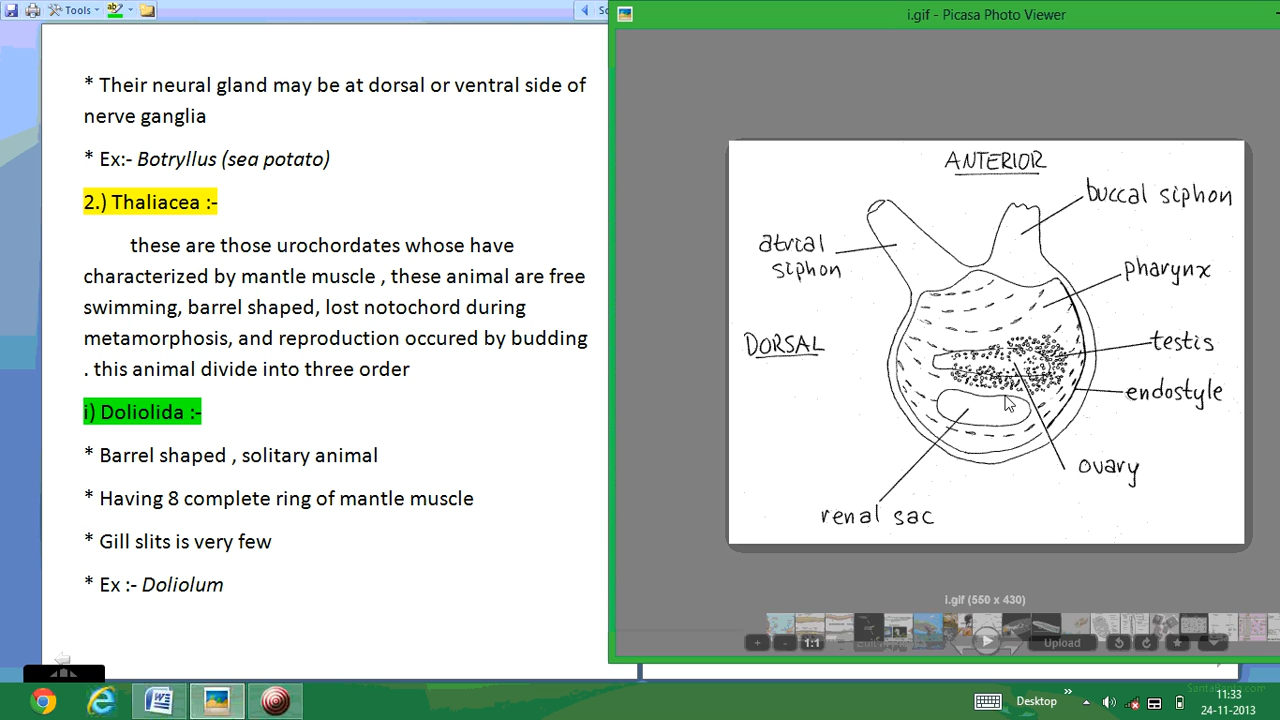 Tools
So
i.gif - Picasa Photo Viewer
* Their neural gland may be at dorsal or ventral side of
nerve ganglia
* Ex:- Botryllus (sea potato)
2.) Thaliacea :-
these are those urochordates whose have
characterized by mantle muscle , these animal are free
swimming, barrel shaped, lost notochord during
metamorphosis, and reproduction occured by budding
. this animal divide into three order
i) Doliolida :-
* Barrel shaped , solitary animal
* Having 8 complete ring of mantle muscle
* Gill slits is very few
* Ex :- Doliolum
ANTERIOR
buccal siphon
atrial
siphon
pharynx
DORSAL
testis
endostyle
ovary
renal sac
i.gif (550 x 430)
1:1
Upload
Desktop
11:33
24-11-2013